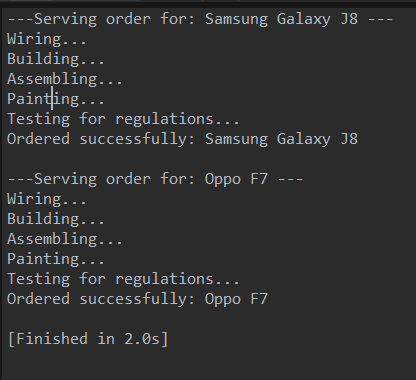 ---Serving order for: Samsung Galaxy J8 ---
Wiring...
Building...
Assembling...
Painting...
Testing for regulations...
Ordered successfully: Samsung Galaxy J8

---Serving order for: Oppo F7 ---
Wiring...
Building...
Assembling...
Painting...
Testing for regulations...
Ordered successfully: Oppo F7

[Finished in 2.0s]